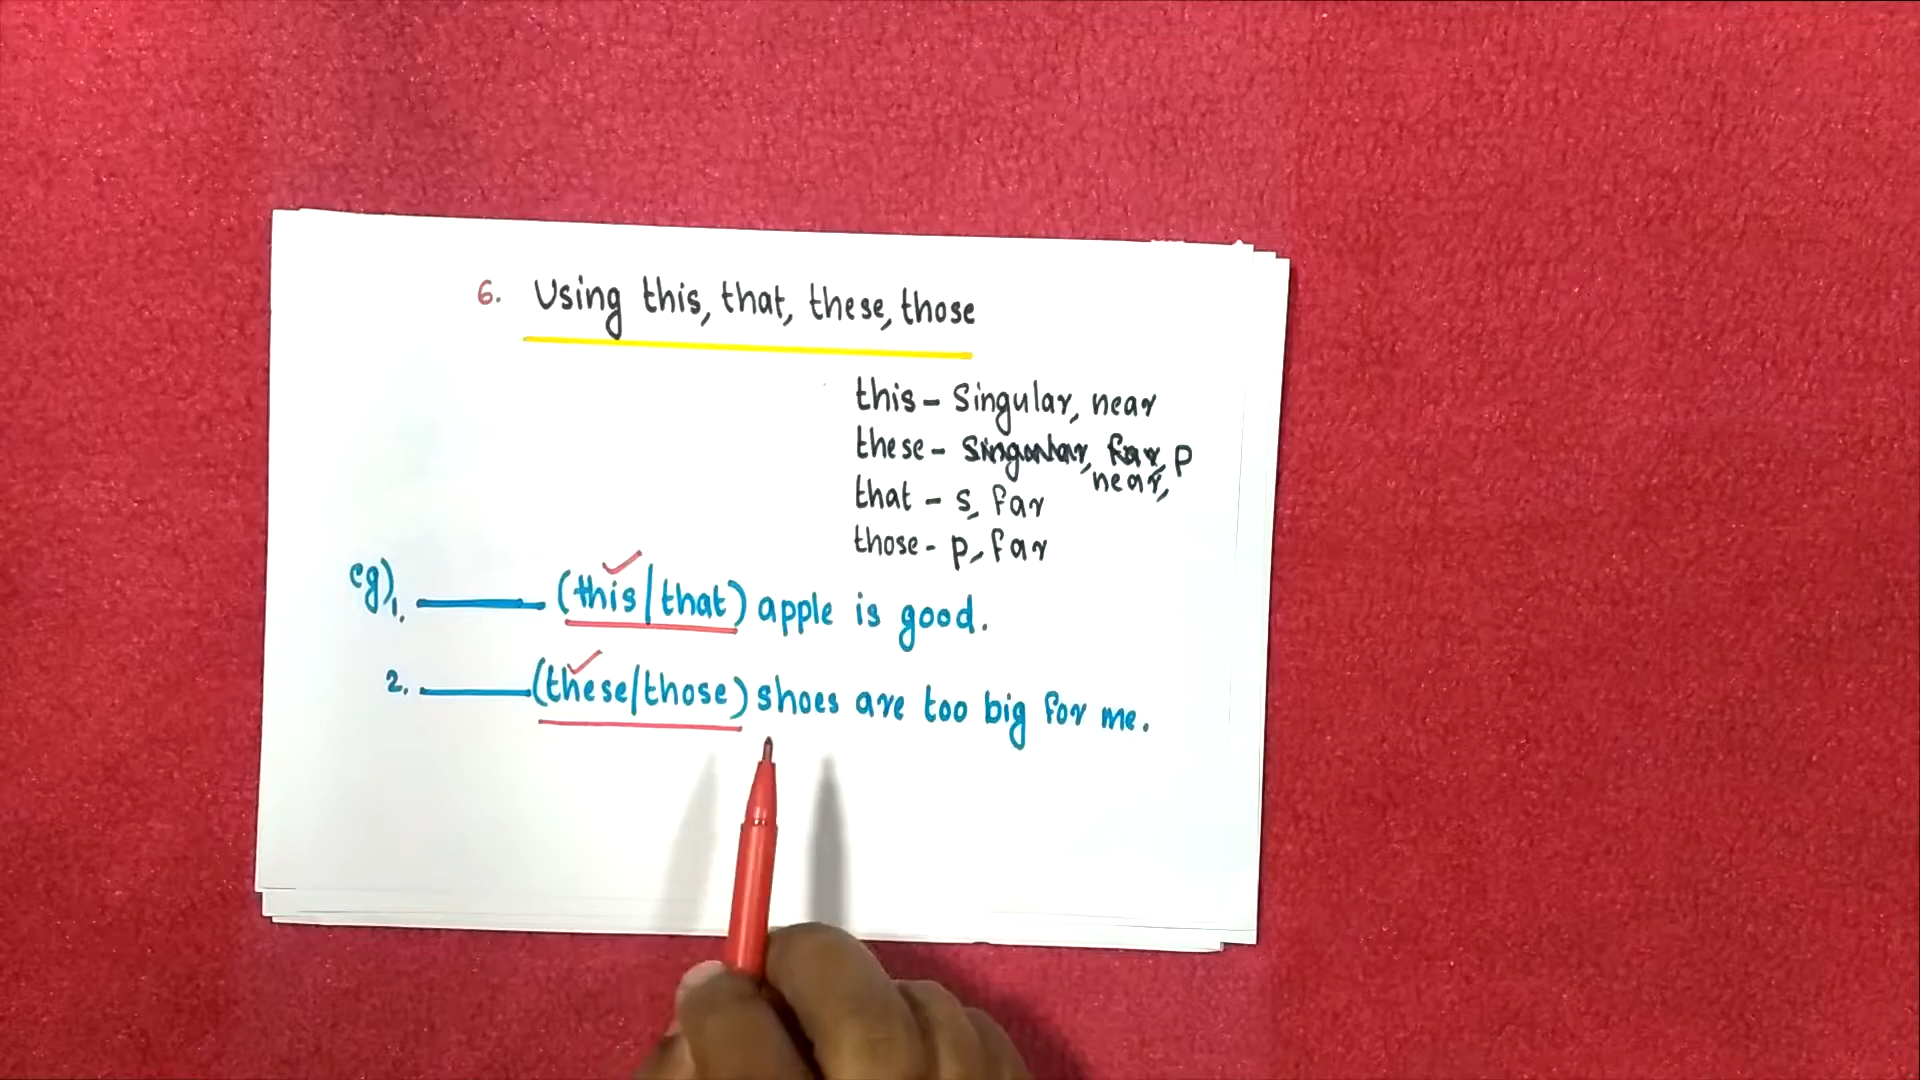 6. Using this, that, these, those
this - Singular, near
these - Singular, far, p
near,
that - s, far
those - p, far
eg) 1. ______ (this/that) apple is good.
2. ______ (these/those) shoes are too big for me.